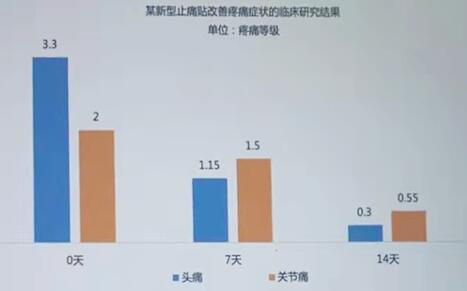 某新型止痛贴改善疼痛症状的临床研究结果
单位：疼痛等级
3.3
2
1.15
1.5
0.3
0.55
0天
7天
14天
头痛
关节痛